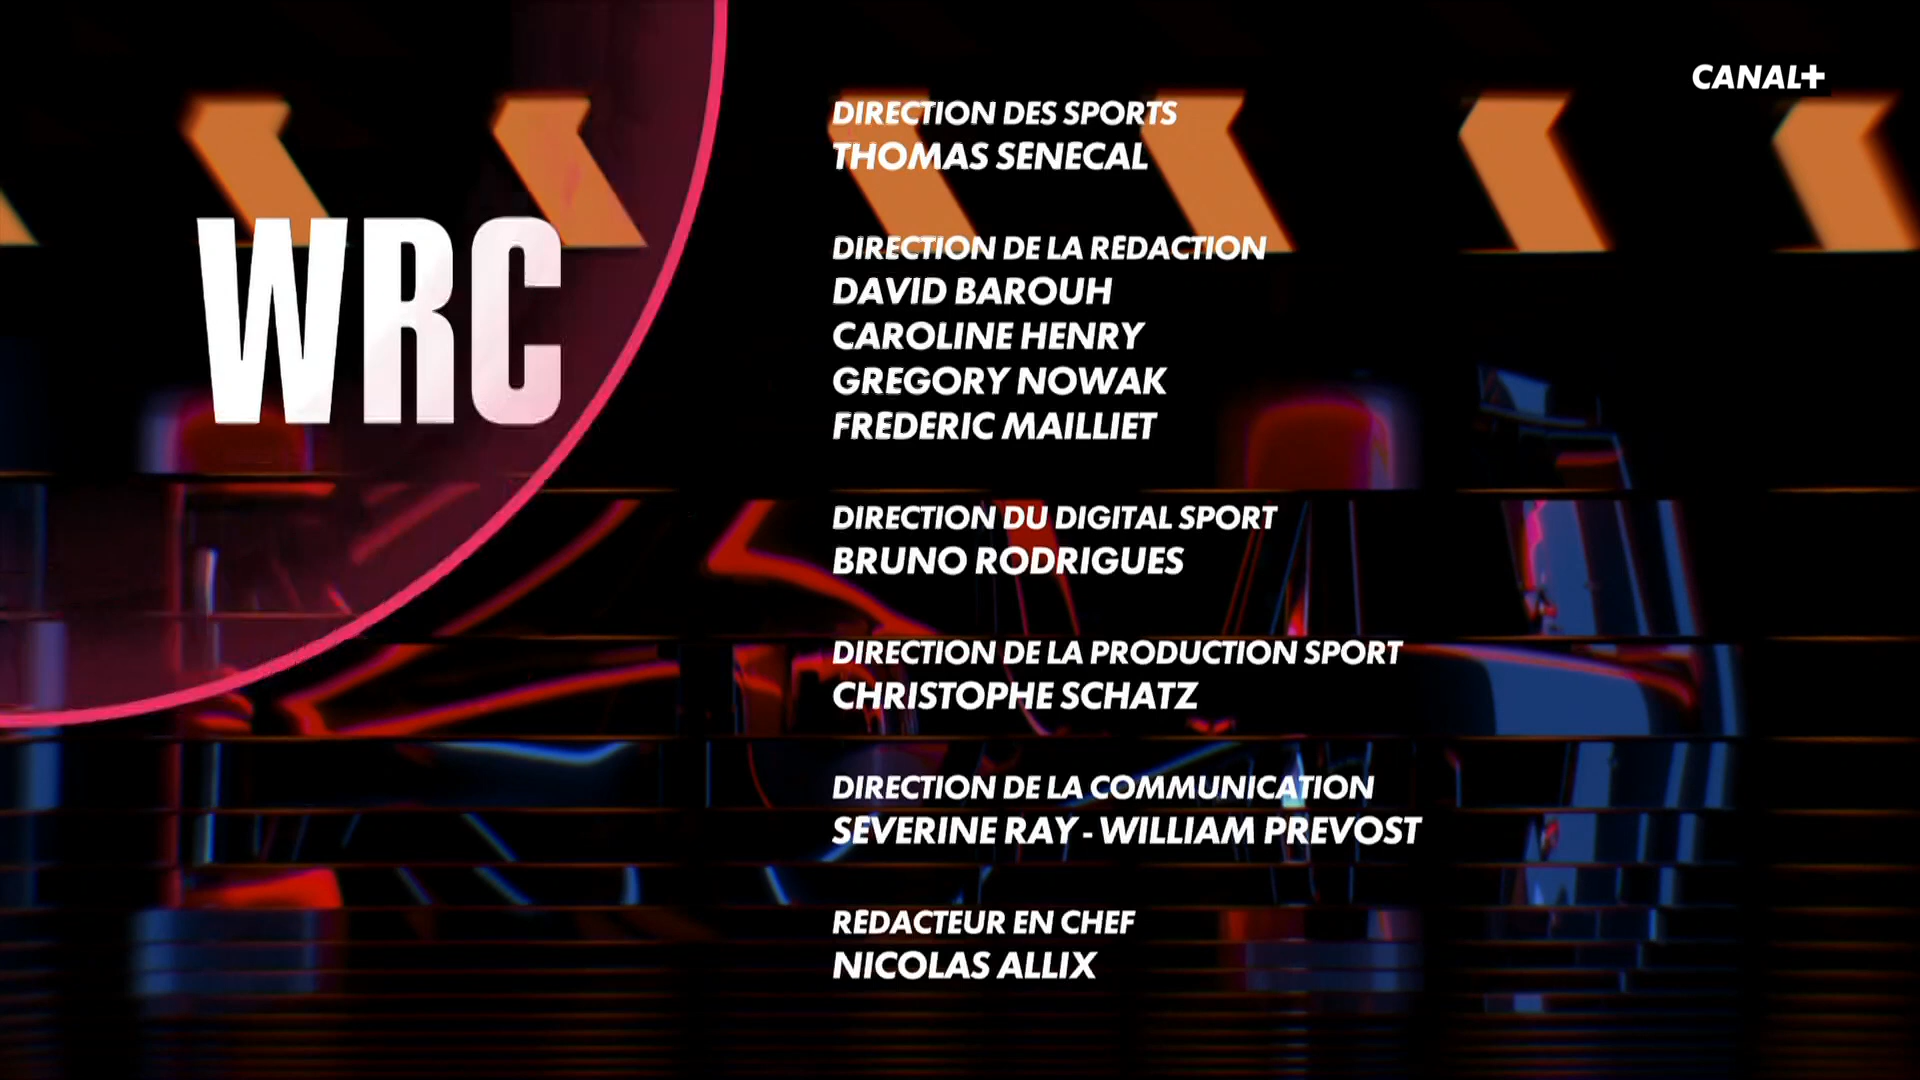 CANAL+
WRC
DIRECTION DES SPORTS
THOMAS SENECAL
DIRECTION DE LA REDACTION
DAVID BAROUH
CAROLINE HENRY
GREGORY NOWAK
FREDERIC MAILLIET
DIRECTION DU DIGITAL SPORT
BRUNO RODRIGUES
DIRECTION DE LA PRODUCTION SPORT
CHRISTOPHE SCHATZ
DIRECTION DE LA COMMUNICATION
SEVERINE RAY - WILLIAM PREVOST
REDACTEUR EN CHEF
NICOLAS ALLIX